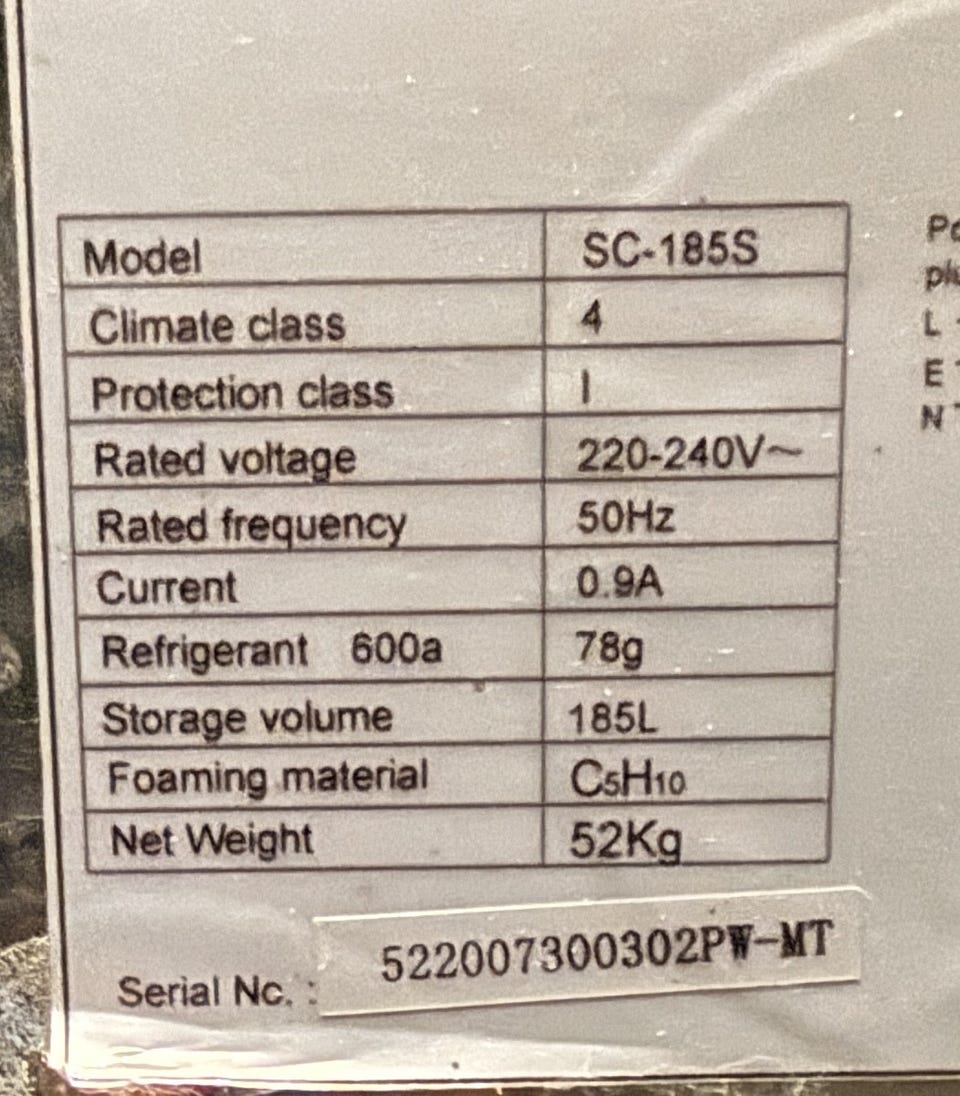 Model SC-185S
Climate class 4
Protection class I
Rated voltage 220-240V~
Rated frequency 50Hz
Current 0.9A
Refrigerant 600a 78g
Storage volume 185L
Foaming material C5H10
Net Weight 52Kg
Serial No. : 522007300302PW-MT
L
E
N